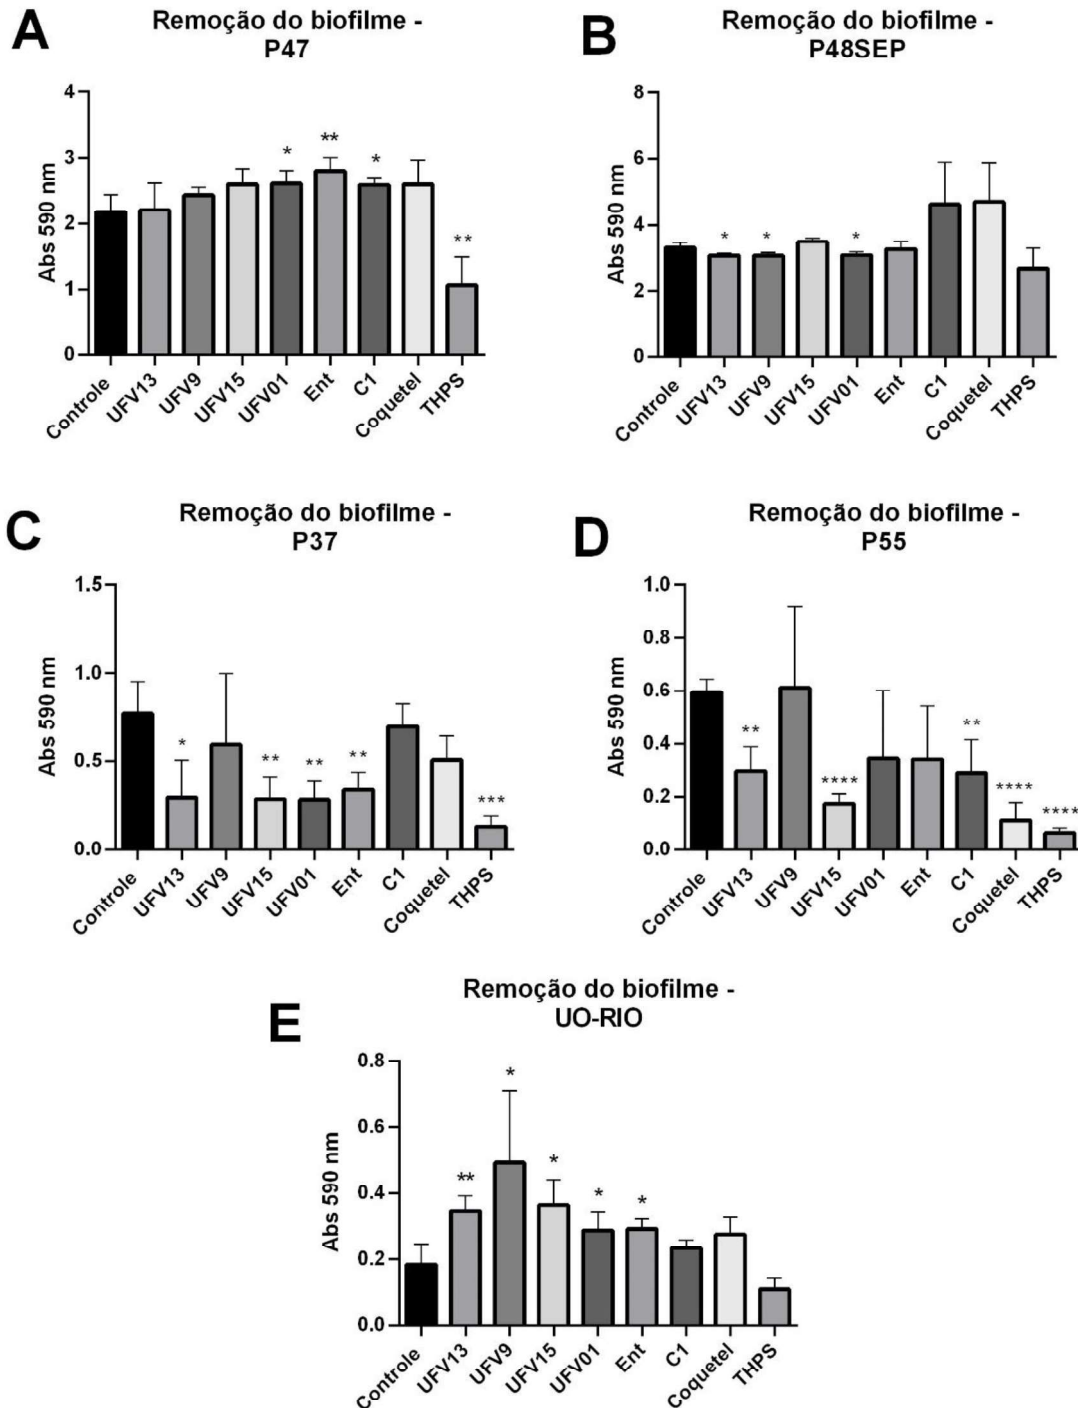 A
Remoção do biofilme -
P47
Abs 590 nm
4
3
2
1
0
*
**
*
**
Controle
UFV13
UFV9
UFV15
UFV01
Ent
C1
Coquetel
THPS
B
Remoção do biofilme -
P48SEP
Abs 590 nm
8
6
4
2
0
*
*
*
Controle
UFV13
UFV9
UFV15
UFV01
Ent
C1
Coquetel
THPS
C
Remoção do biofilme -
P37
Abs 590 nm
1.5
1.0
0.5
0.0
*
**
**
**
***
Controle
UFV13
UFV9
UFV15
UFV01
Ent
C1
Coquetel
THPS
D
Remoção do biofilme -
P55
Abs 590 nm
1.0
0.8
0.6
0.4
0.2
0.0
**
****
**
****
****
Controle
UFV13
UFV9
UFV15
UFV01
Ent
C1
Coquetel
THPS
E
Remoção do biofilme -
UO-RIO
Abs 590 nm
0.8
0.6
0.4
0.2
0.0
**
*
*
*
*
Controle
UFV13
UFV9
UFV15
UFV01
Ent
C1
Coquetel
THPS